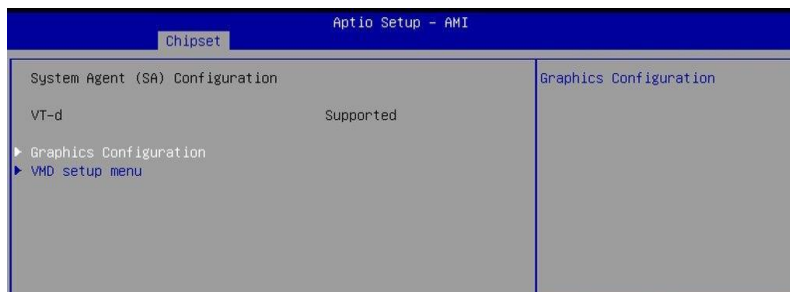 Aptio Setup – AMI
Chipset
System Agent (SA) Configuration
Graphics Configuration
VT-d Supported
Graphics Configuration
VMD setup menu